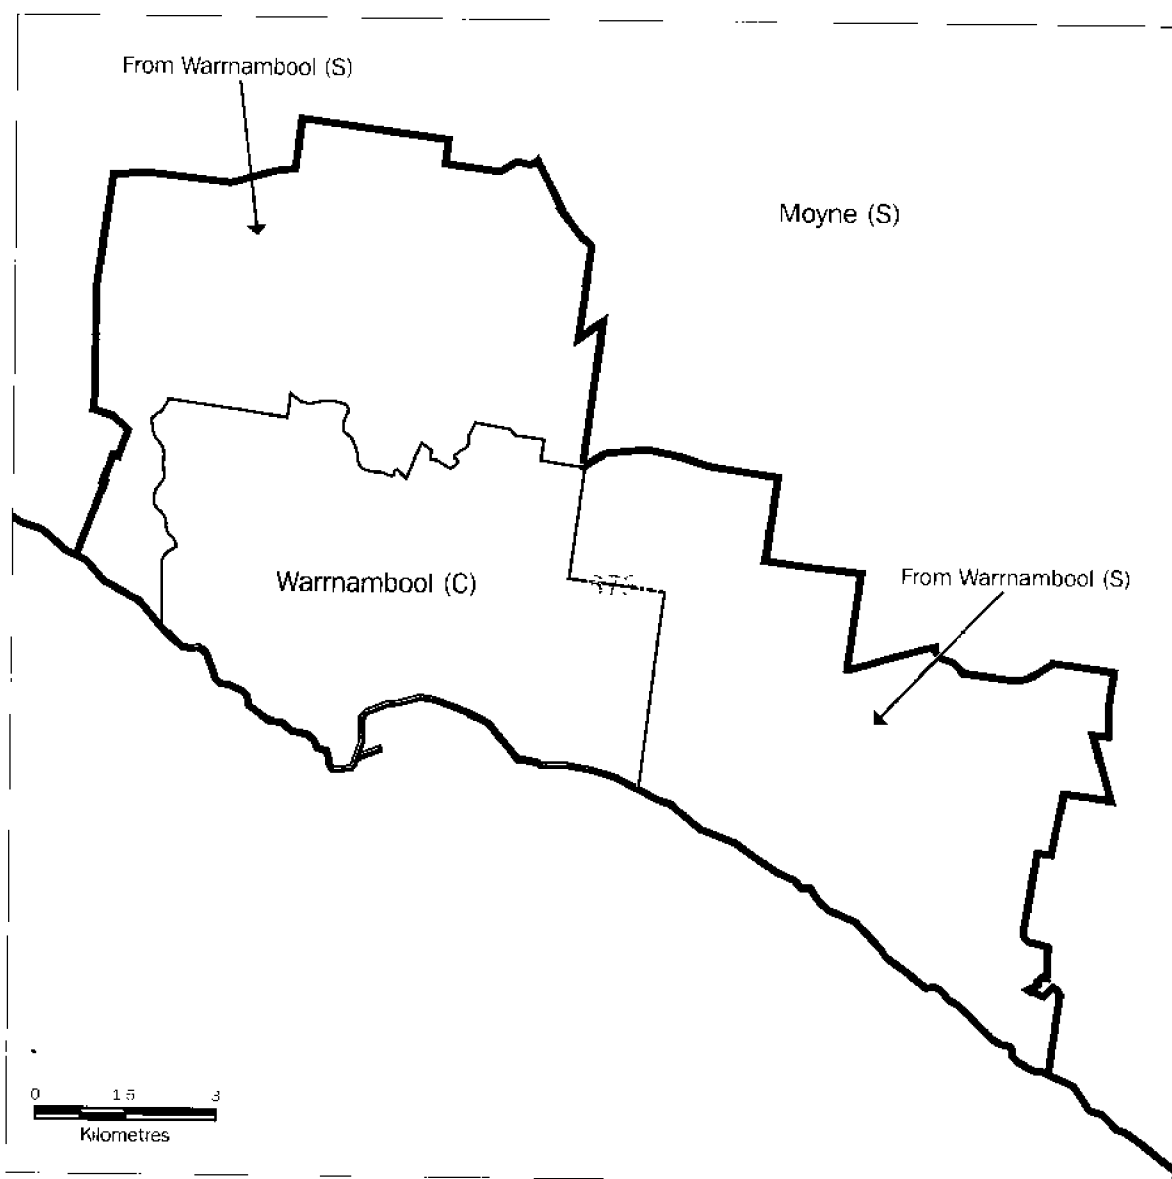 From Warrnambool (S)
Moyne (S)
From Warrnambool (S)
Warrnambool (C)
0 1.5 3
Kilometres